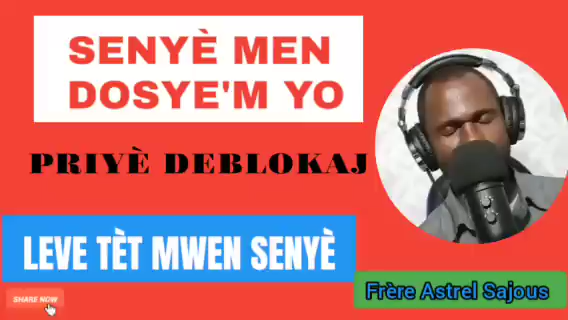 SENYÈ MEN
DOSYE'M YO
PRIYÈ DEBLOKAJ
LEVE TÈT MWEN SENYÈ
Frère Astrel Sajous
SHARE NOW